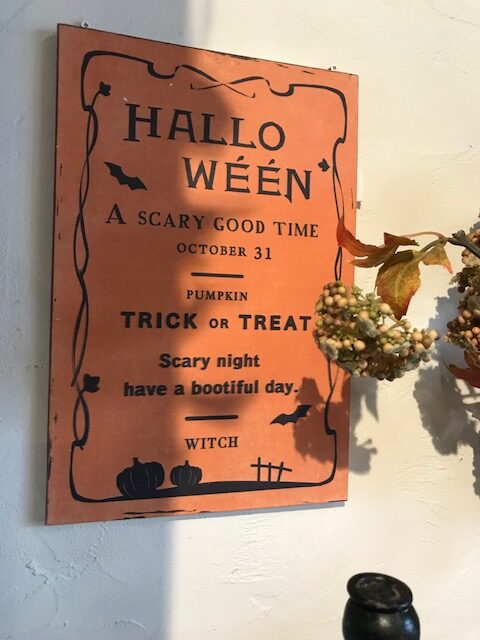 HALLO
WÉÉN
A SCARY GOOD TIME
OCTOBER 31
PUMPKIN
TRICK OR TREAT
Scary night
have a bootiful day.
WITCH